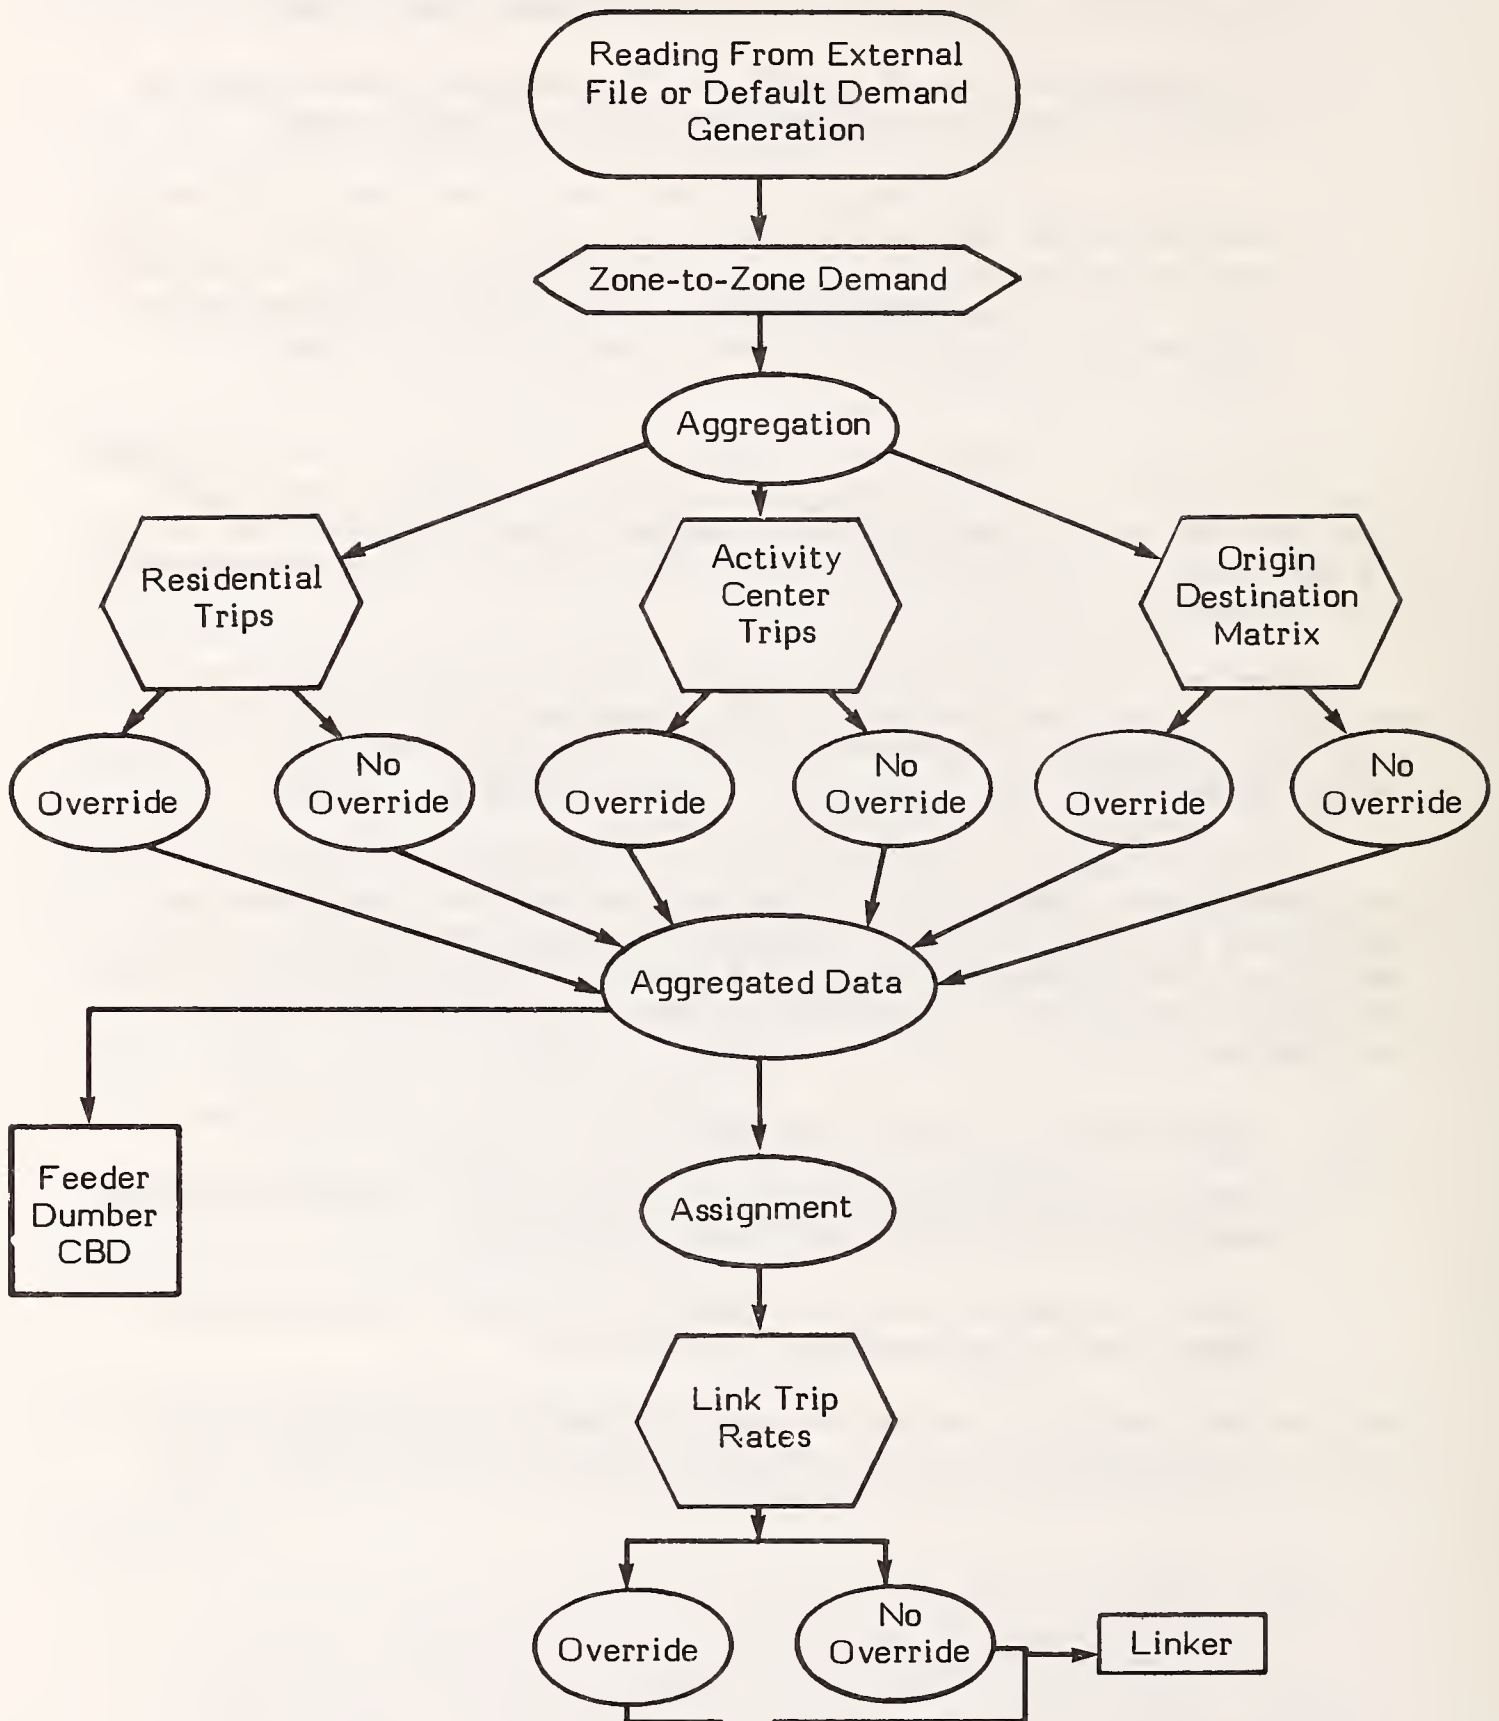 Reading From External
File or Default Demand
Generation
Zone-to-Zone Demand
Aggregation
Residential
Trips
Activity
Center
Trips
Origin
Destination
Matrix
Override
No
Override
Override
No
Override
Override
No
Override
Aggregated Data
Feeder
Dumber
CBD
Assignment
Link Trip
Rates
Override
No
Override
Linker